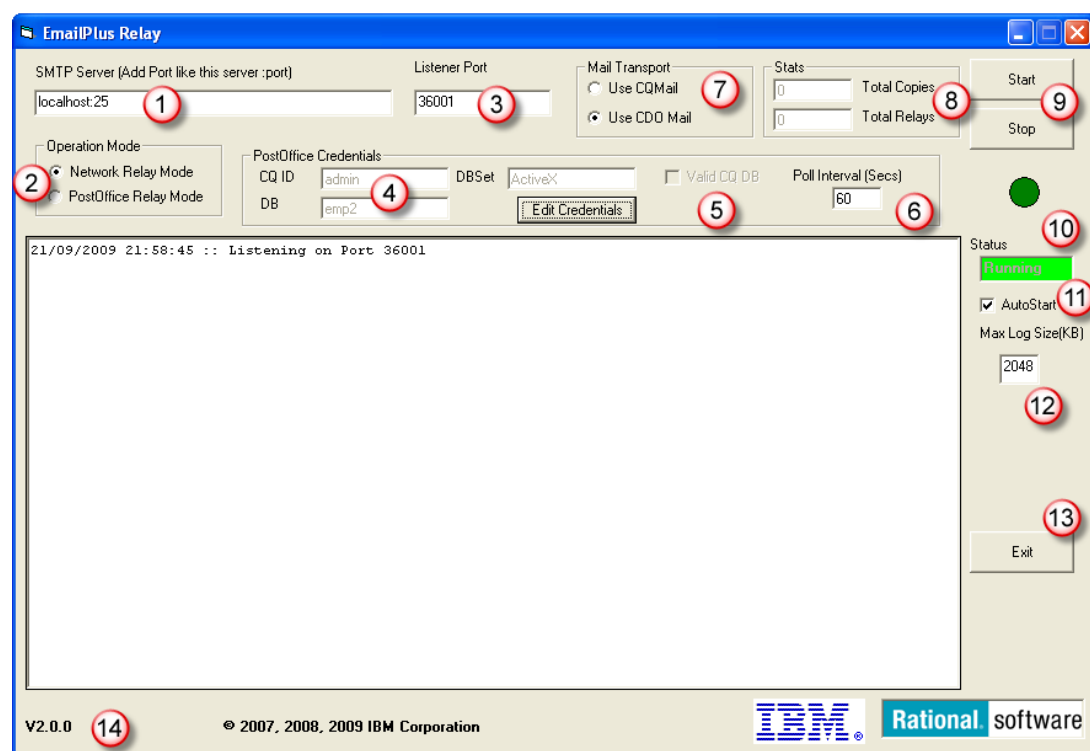 EmailPlus Relay
SMTP Server (Add Port like this server :port)
localhost:25
1
Listener Port
36001
3
Mail Transport
Use CQMail
Use CDO Mail
7
Stats
0 Total Copies
0 Total Relays
8
Start
Stop
9
Operation Mode
Network Relay Mode
PostOffice Relay Mode
2
PostOffice Credentials
CQ ID admin
DB emp2
4
DBSet ActiveX
Edit Credentials
Valid CQ DB
5
Poll Interval (Secs)
60
6
10
21/09/2009 21:58:45 :: Listening on Port 36001
Status
Running
11
AutoStart
Max Log Size(KB)
2048
12
13
Exit
V2.0.0
14
© 2007, 2008, 2009 IBM Corporation
IBM®
Rational. software